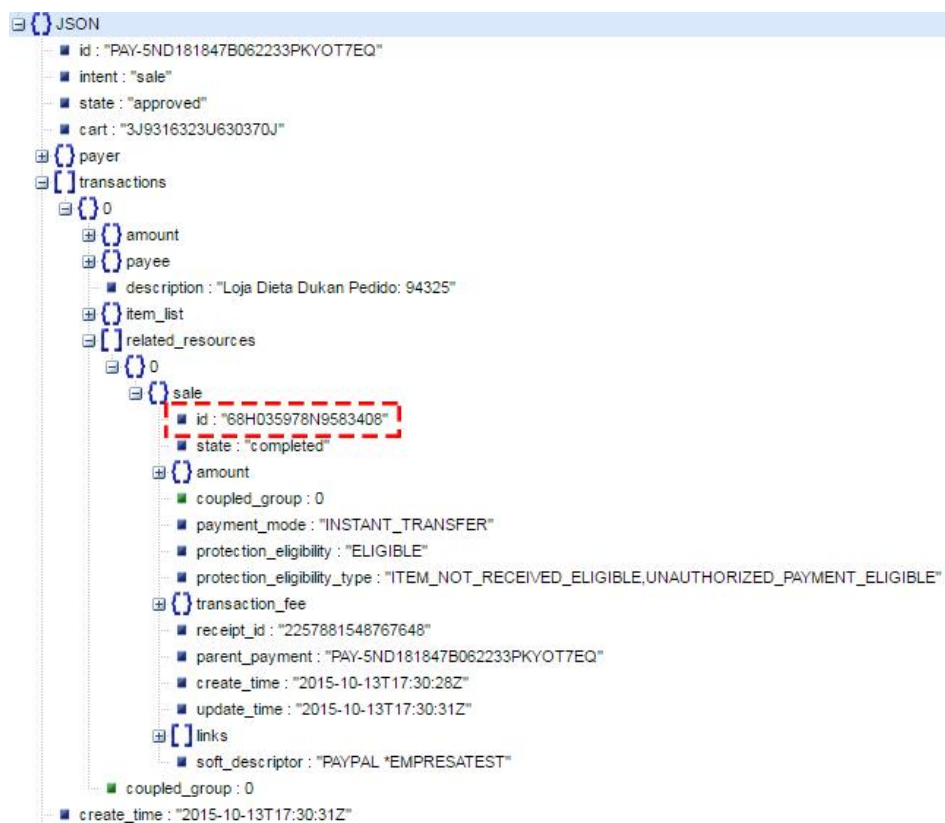 JSON
id : "PAY-5ND181847B062233PKYOT7EQ"
intent : "sale"
state : "approved"
cart : "3J9316323U630370J"
payer
transactions
0
amount
payee
description : "Loja Dieta Dukan Pedido: 94325"
item_list
related_resources
0
sale
id : "68H035978N9583408"
state : "completed"
amount
coupled_group : 0
payment_mode : "INSTANT_TRANSFER"
protection_eligibility : "ELIGIBLE"
protection_eligibility_type : "ITEM_NOT_RECEIVED_ELIGIBLE,UNAUTHORIZED_PAYMENT_ELIGIBLE"
transaction_fee
receipt_id : "2257881548767648"
parent_payment : "PAY-5ND181847B062233PKYOT7EQ"
create_time : "2015-10-13T17:30:28Z"
update_time : "2015-10-13T17:30:31Z"
links
soft_descriptor : "PAYPAL *EMPRESATEST"
coupled_group : 0
create_time : "2015-10-13T17:30:31Z"